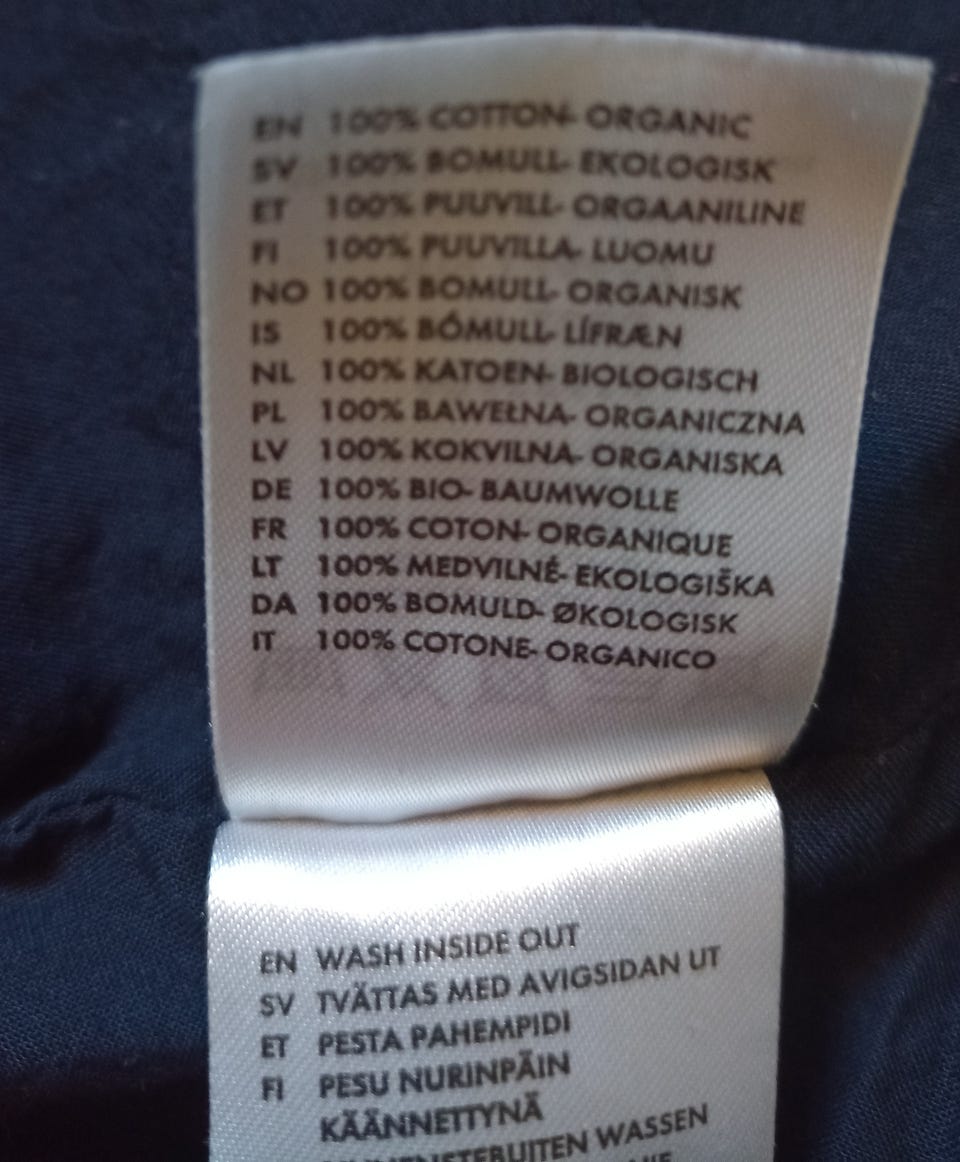 EN 100% COTTON- ORGANIC
SV 100% BOMULL- EKOLOGISK
ET 100% PUUVILL- ORGAANILINE
FI 100% PUUVILLA- LUOMU
NO 100% BOMULL- ORGANISK
IS 100% BÓMULL- LÍFRÆN
NL 100% KATOEN- BIOLOGISCH
PL 100% BAWEŁNA- ORGANICZNA
LV 100% KOKVILNA- ORGANISKA
DE 100% BIO- BAUMWOLLE
FR 100% COTON- ORGANIQUE
LT 100% MEDVILNĖ- EKOLOGIŠKA
DA 100% BOMULD- ØKOLOGISK
IT 100% COTONE- ORGANICO
EN WASH INSIDE OUT
SV TVÄTTAS MED AVIGSIDAN UT
ET PESTA PAHEMPIDI
FI PESU NURINPÄIN
KÄÄNNETTYNÄ
WASSEN